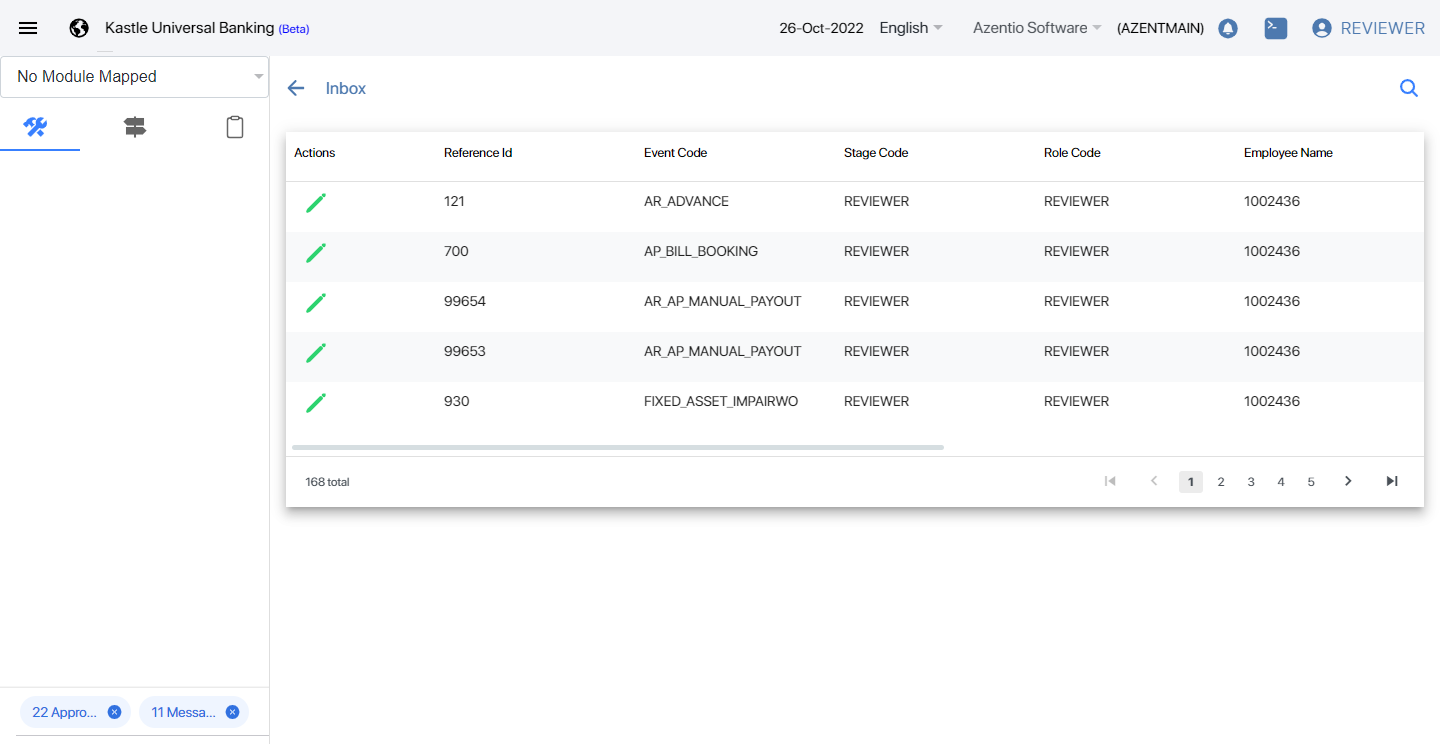 Kastle Universal Banking (Beta) 26-Oct-2022 English Azentio Software (AZENTMAIN) REVIEWER
No Module Mapped
Inbox
Actions Reference Id Event Code Stage Code Role Code Employee Name
121 AR_ADVANCE REVIEWER REVIEWER 1002436
700 AP_BILL_BOOKING REVIEWER REVIEWER 1002436
99654 AR_AP_MANUAL_PAYOUT REVIEWER REVIEWER 1002436
99653 AR_AP_MANUAL_PAYOUT REVIEWER REVIEWER 1002436
930 FIXED_ASSET_IMPAIRWO REVIEWER REVIEWER 1002436
168 total 1 2 3 4 5
22 Appro... 11 Messa...